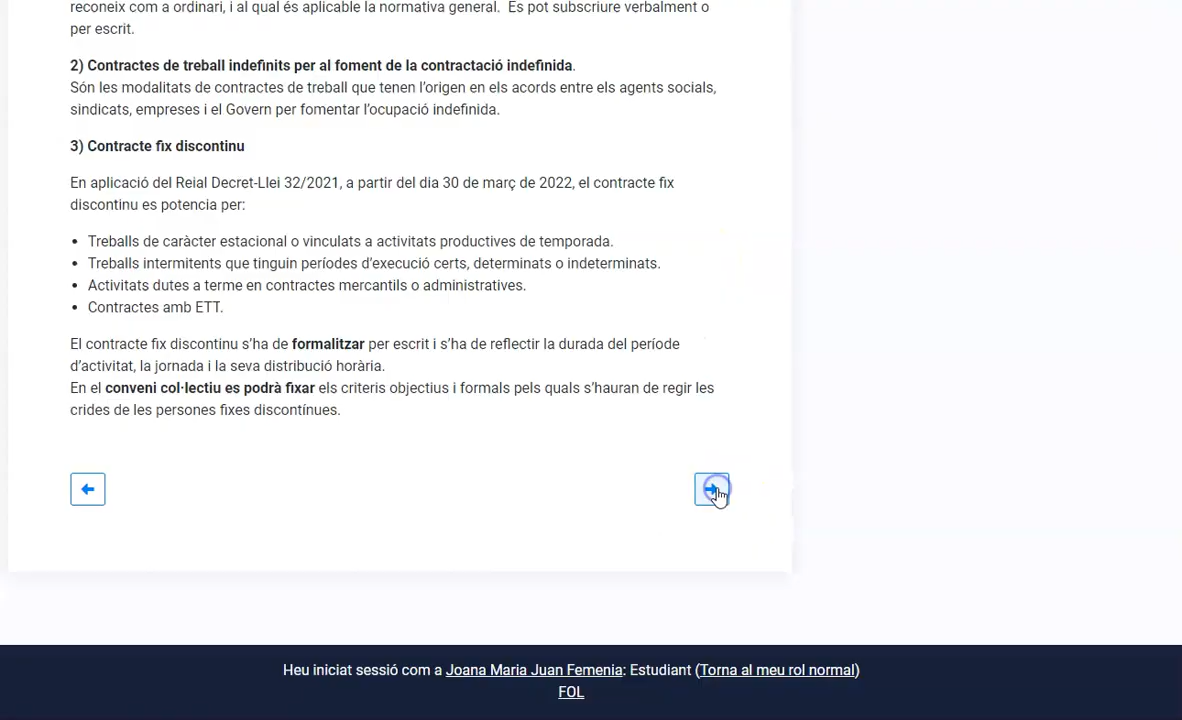 reconeix com a ordinari, i al qual és aplicable la normativa general.  Es pot subscriure verbalment o
per escrit.
2) Contractes de treball indefinits per al foment de la contractació indefinida.
Són les modalitats de contractes de treball que tenen l’origen en els acords entre els agents socials,
sindicats, empreses i el Govern per fomentar l’ocupació indefinida.
3) Contracte fix discontinu
En aplicació del Reial Decret-Llei 32/2021, a partir del dia 30 de març de 2022, el contracte fix
discontinu es potencia per:
• Treballs de caràcter estacional o vinculats a activitats productives de temporada.
• Treballs intermitents que tinguin períodes d’execució certs, determinats o indeterminats.
• Activitats dutes a terme en contractes mercantils o administratives.
• Contractes amb ETT.
El contracte fix discontinu s’ha de formalitzar per escrit i s’ha de reflectir la durada del període
d’activitat, la jornada i la seva distribució horària.
En el conveni col·lectiu es podrà fixar els criteris objectius i formals pels quals s’hauran de regir les
crides de les persones fixes discontínues.
Heu iniciat sessió com a Joana Maria Juan Femenia: Estudiant (Torna al meu rol normal)
FOL